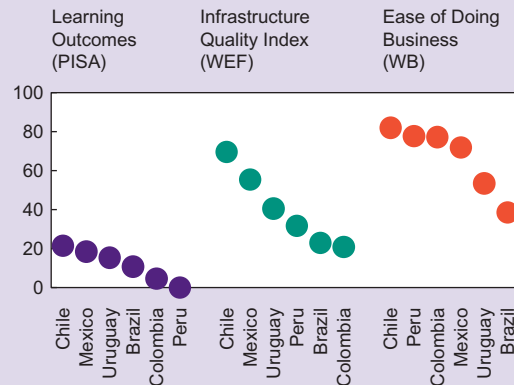 Learning
Outcomes
(PISA)
Infrastructure
Quality Index
(WEF)
Ease of Doing
Business
(WB)
100
80
60
40
20
0
Chile
Mexico
Uruguay
Brazil
Colombia
Peru
Chile
Mexico
Uruguay
Peru
Brazil
Colombia
Chile
Peru
Colombia
Mexico
Uruguay
Brazil